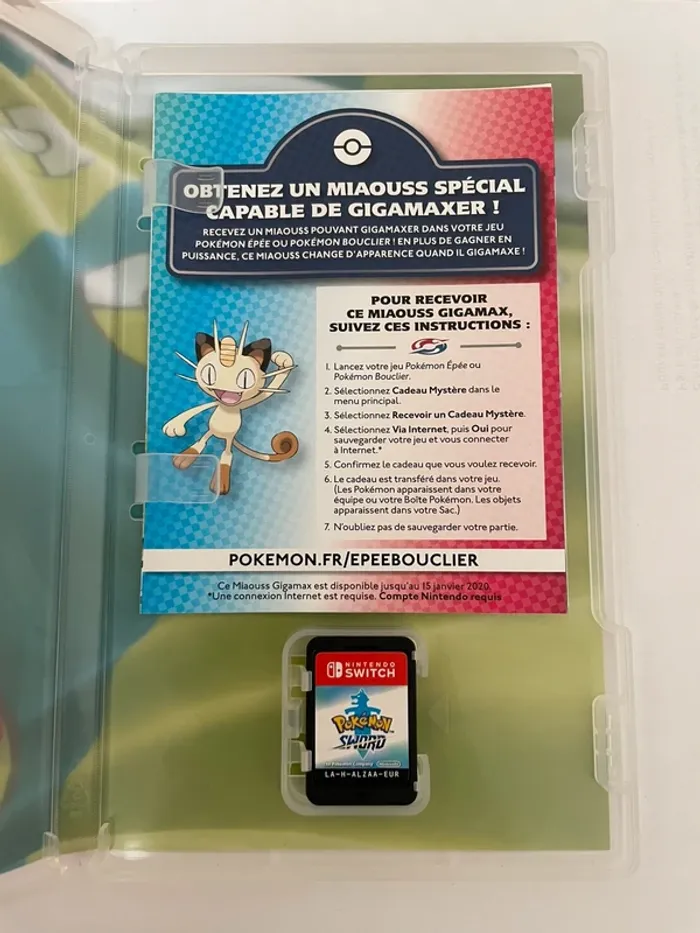 OBTENEZ UN MIAOUSS SPÉCIAL
CAPABLE DE GIGAMAXER !
RECEVEZ UN MIAOUSS POUVANT GIGAMAXER DANS VOTRE JEU
POKÉMON ÉPÉE OU POKÉMON BOUCLIER ! EN PLUS DE GAGNER EN
PUISSANCE, CE MIAOUSS CHANGE D'APPARENCE QUAND IL GIGAMAXE !
POUR RECEVOIR
CE MIAOUSS GIGAMAX,
SUIVEZ CES INSTRUCTIONS :
1. Lancez votre jeu Pokémon Épée ou
Pokémon Bouclier.
2. Sélectionnez Cadeau Mystère dans le
menu principal.
3. Sélectionnez Recevoir un Cadeau Mystère.
4. Sélectionnez Via Internet, puis Oui pour
sauvegarder votre jeu et vous connecter
à Internet.*
5. Confirmez le cadeau que vous voulez recevoir.
6. Le cadeau est transféré dans votre jeu.
(Les Pokémon apparaissent dans votre
équipe ou votre Boîte Pokémon. Les objets
apparaissent dans votre Sac.)
7. N'oubliez pas de sauvegarder votre partie.
POKEMON.FR/EPEEBOUCLIER
Ce Miaouss Gigamax est disponible jusqu'au 15 janvier 2020.
*Une connexion Internet est requise. Compte Nintendo requis
NINTENDO
SWITCH
POKéMON
SWORD
The Pokémon Company Nintendo
LA-H-ALZAA-EUR